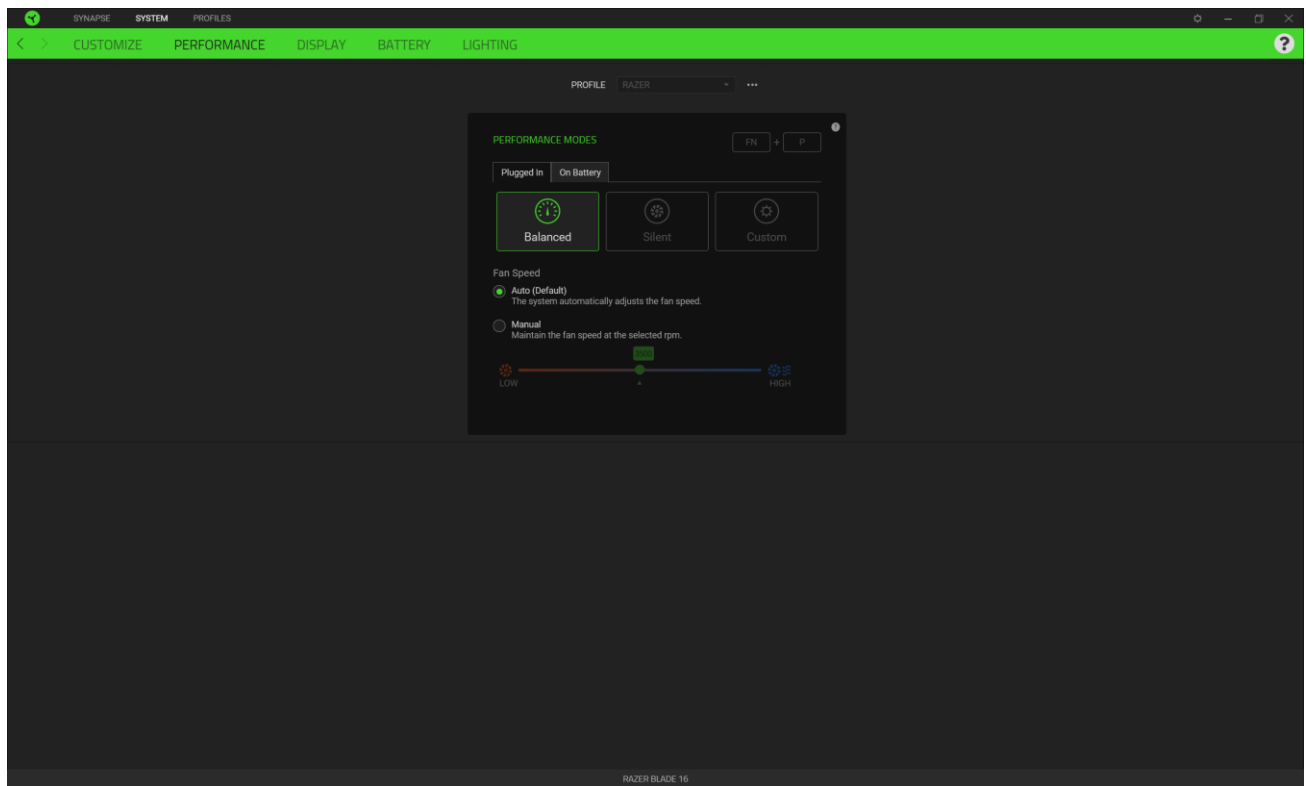 SYNAPSE SYSTEM PROFILES
CUSTOMIZE PERFORMANCE DISPLAY BATTERY LIGHTING ?
PROFILE RAZER
PERFORMANCE MODES FN + P
Plugged In On Battery
Balanced Silent Custom
Fan Speed
Auto (Default)
The system automatically adjusts the fan speed.
Manual
Maintain the fan speed at the selected rpm.
LOW HIGH
RAZER BLADE 16